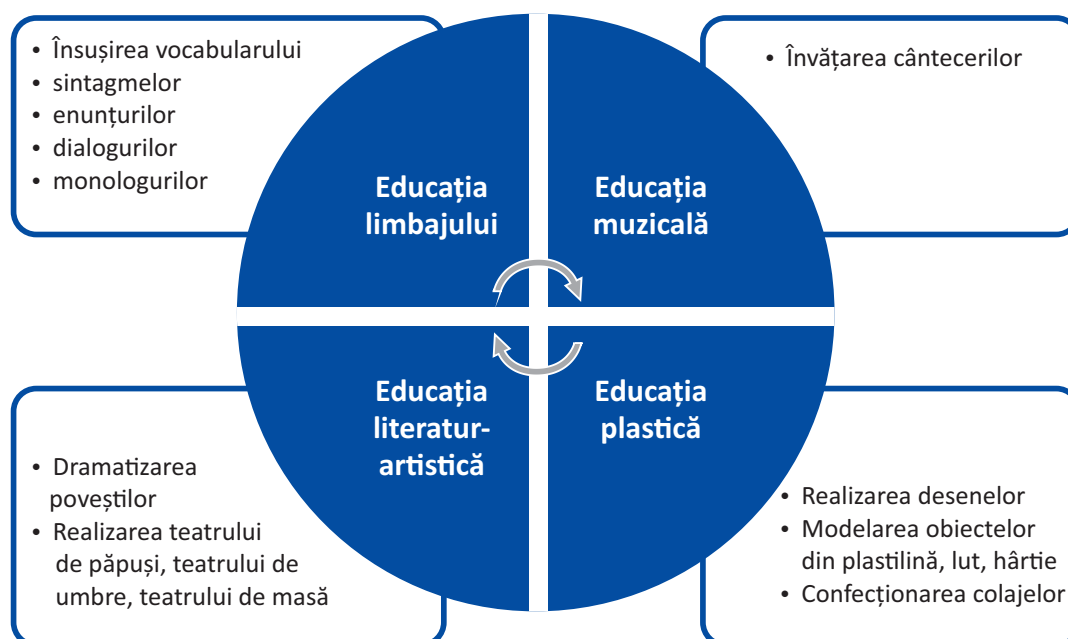 • Însușirea vocabularului
• sintagmelor
• enunțurilor
• dialogurilor
• monologurilor
• Învățarea cântecerilor
Educația
limbajului
Educația
muzicală
Educația
literatur-
artistică
Educația
plastică
• Dramatizarea
poveștilor
• Realizarea teatrului
de păpuși, teatrului de
umbre, teatrului de masă
• Realizarea desenelor
• Modelarea obiectelor
din plastilină, lut, hârtie
• Confecționarea colajelor